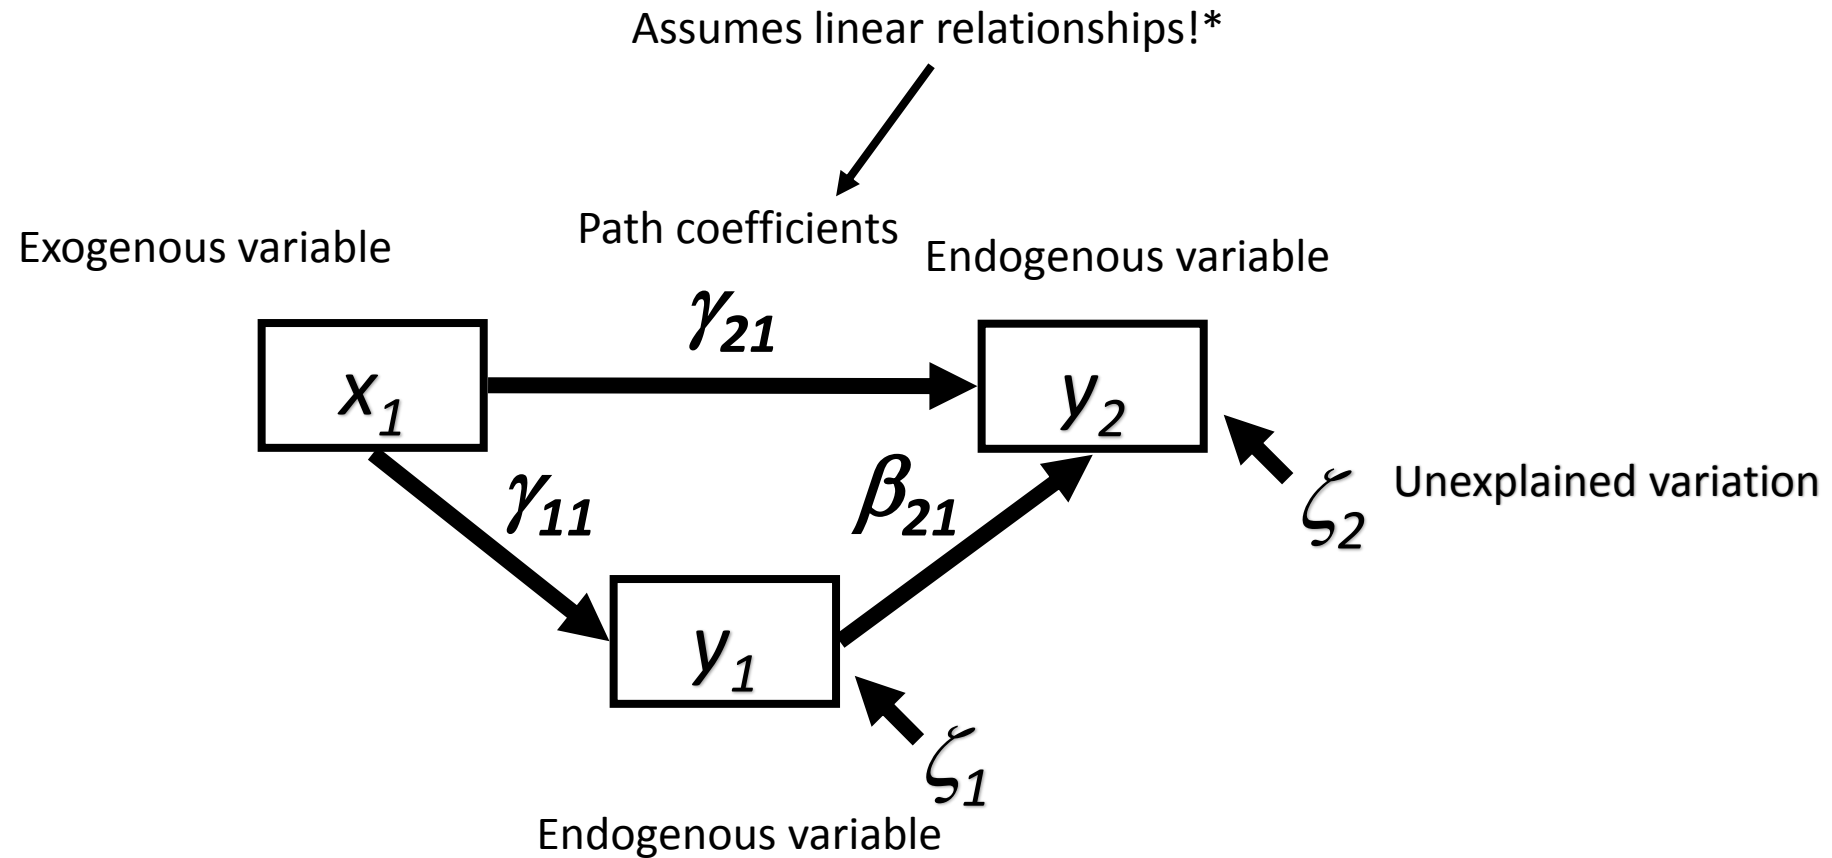 Assumes linear relationships!*
Path coefficients
Exogenous variable
Endogenous variable
γ21
x1
y2
γ11
β21
ζ2
Unexplained variation
y1
ζ1
Endogenous variable